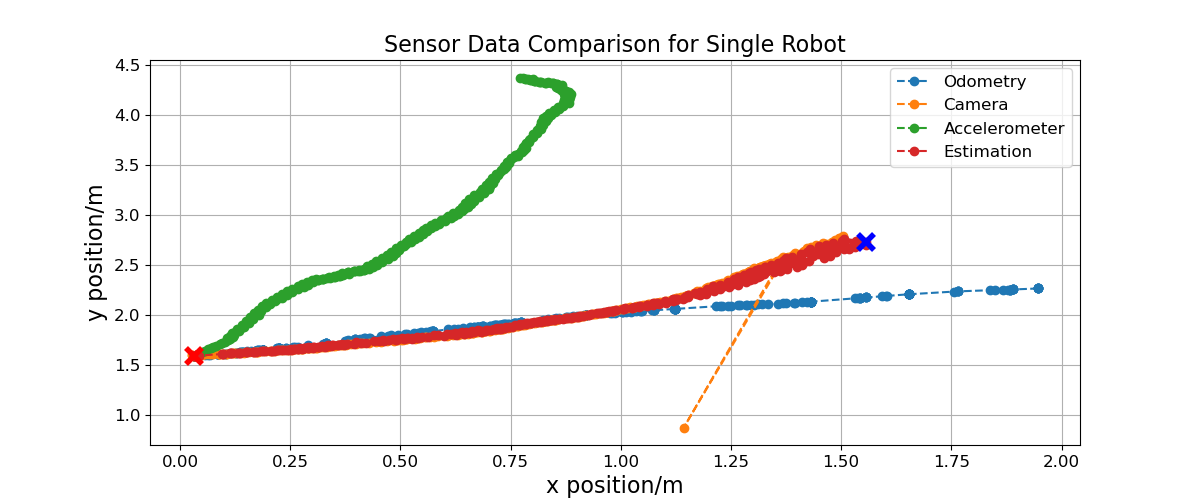 Sensor Data Comparison for Single Robot
4.5
4.0
3.5
3.0
2.5
2.0
1.5
1.0
y position/m
Odometry
Camera
Accelerometer
Estimation
0.00 0.25 0.50 0.75 1.00 1.25 1.50 1.75 2.00
x position/m